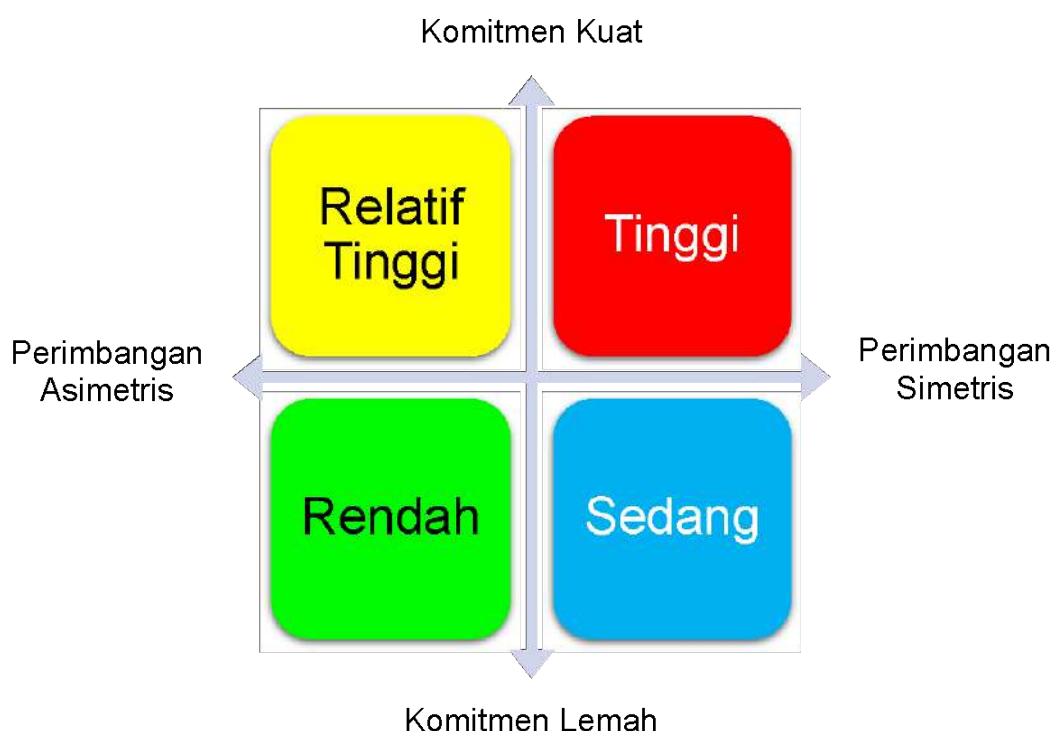 Komitmen Kuat
Relatif
Tinggi
Tinggi
Perimbangan
Asimetris
Perimbangan
Simetris
Rendah
Sedang
Komitmen Lemah